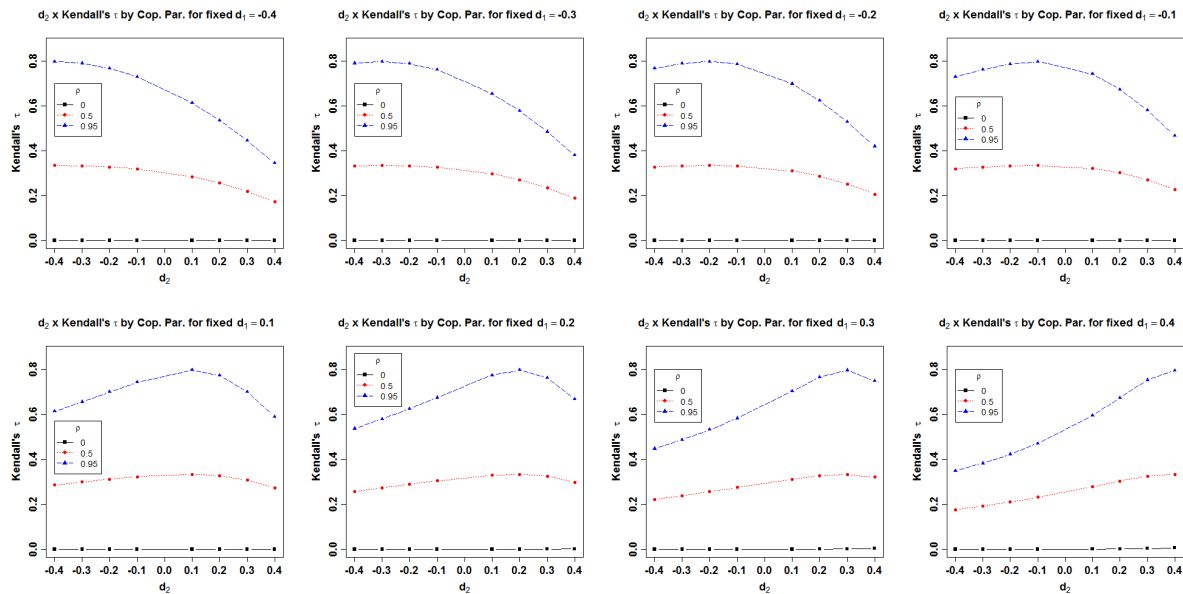 d₂ x Kendall's τ by Cop. Par. for fixed d₁ = -0.4
Kendall's τ
0.0 0.2 0.4 0.6 0.8
ρ
0
0.5
0.95
-0.4 -0.3 -0.2 -0.1 0.0 0.1 0.2 0.3 0.4
d₂
d₂ x Kendall's τ by Cop. Par. for fixed d₁ = -0.3
Kendall's τ
0.0 0.2 0.4 0.6 0.8
ρ
0
0.5
0.95
-0.4 -0.3 -0.2 -0.1 0.0 0.1 0.2 0.3 0.4
d₂
d₂ x Kendall's τ by Cop. Par. for fixed d₁ = -0.2
Kendall's τ
0.0 0.2 0.4 0.6 0.8
ρ
0
0.5
0.95
-0.4 -0.3 -0.2 -0.1 0.0 0.1 0.2 0.3 0.4
d₂
d₂ x Kendall's τ by Cop. Par. for fixed d₁ = -0.1
Kendall's τ
0.0 0.2 0.4 0.6 0.8
ρ
0
0.5
0.95
-0.4 -0.3 -0.2 -0.1 0.0 0.1 0.2 0.3 0.4
d₂
d₂ x Kendall's τ by Cop. Par. for fixed d₁ = 0.1
Kendall's τ
0.0 0.2 0.4 0.6 0.8
ρ
0
0.5
0.95
-0.4 -0.3 -0.2 -0.1 0.0 0.1 0.2 0.3 0.4
d₂
d₂ x Kendall's τ by Cop. Par. for fixed d₁ = 0.2
Kendall's τ
0.0 0.2 0.4 0.6 0.8
ρ
0
0.5
0.95
-0.4 -0.3 -0.2 -0.1 0.0 0.1 0.2 0.3 0.4
d₂
d₂ x Kendall's τ by Cop. Par. for fixed d₁ = 0.3
Kendall's τ
0.0 0.2 0.4 0.6 0.8
ρ
0
0.5
0.95
-0.4 -0.3 -0.2 -0.1 0.0 0.1 0.2 0.3 0.4
d₂
d₂ x Kendall's τ by Cop. Par. for fixed d₁ = 0.4
Kendall's τ
0.0 0.2 0.4 0.6 0.8
ρ
0
0.5
0.95
-0.4 -0.3 -0.2 -0.1 0.0 0.1 0.2 0.3 0.4
d₂